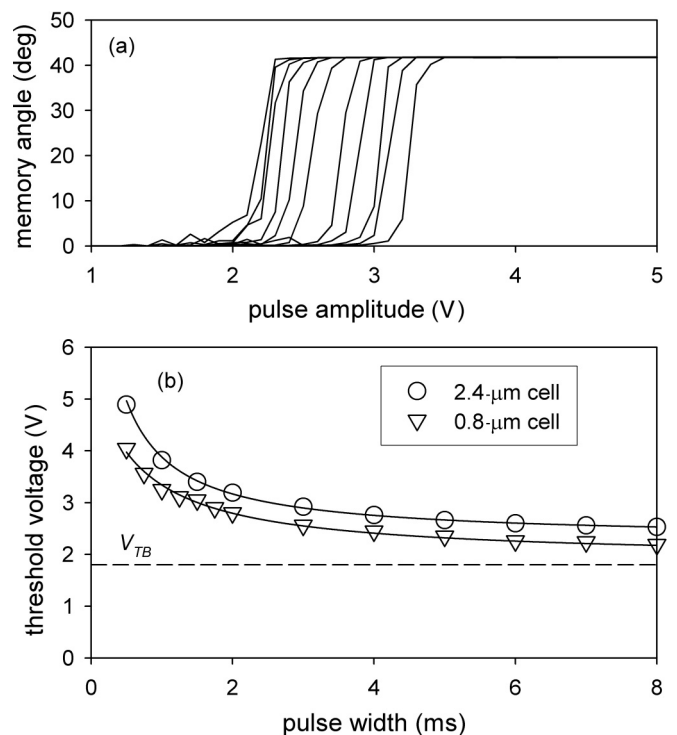 (a)
memory angle (deg)
50
40
30
20
10
0
1
2
3
4
5
pulse amplitude (V)
(b)
2.4-μm cell
0.8-μm cell
V_TB
threshold voltage (V)
6
5
4
3
2
1
0
0
2
4
6
8
pulse width (ms)